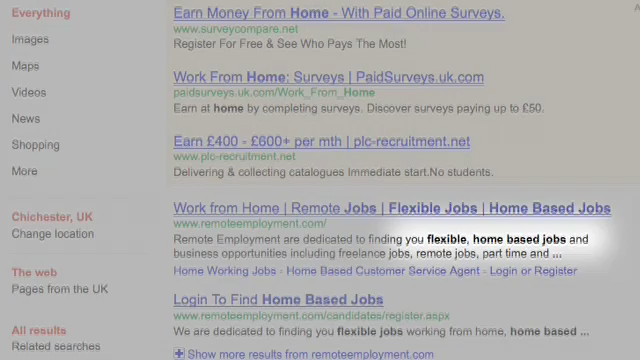 Everything
Images
Maps
Videos
News
Shopping
More
Chichester, UK
Change location
The web
Pages from the UK
All results
Related searches
Earn Money From Home - With Paid Online Surveys.
www.surveycompare.net
Register For Free & See Who Pays The Most!
Work From Home: Surveys | PaidSurveys.uk.com
paidsurveys.uk.com/Work_From_Home
Earn at home by completing surveys. Discover surveys paying up to £50.
Earn £400 - £600+ per mth | plc-recruitment.net
www.plc-recruitment.net
Delivering & collecting catalogues Immediate start.No students.
Work from Home | Remote Jobs | Flexible Jobs | Home Based Jobs
www.remoteemployment.com/
Remote Employment are dedicated to finding you flexible, home based jobs and
business opportunities including freelance jobs, remote jobs, part time and ...
Home Working Jobs - Home Based Customer Service Agent - Login or Register
Login To Find Home Based Jobs
www.remoteemployment.com/candidates/register.aspx
We are dedicated to finding you flexible jobs working from home, home based ...
Show more results from remoteemployment.com